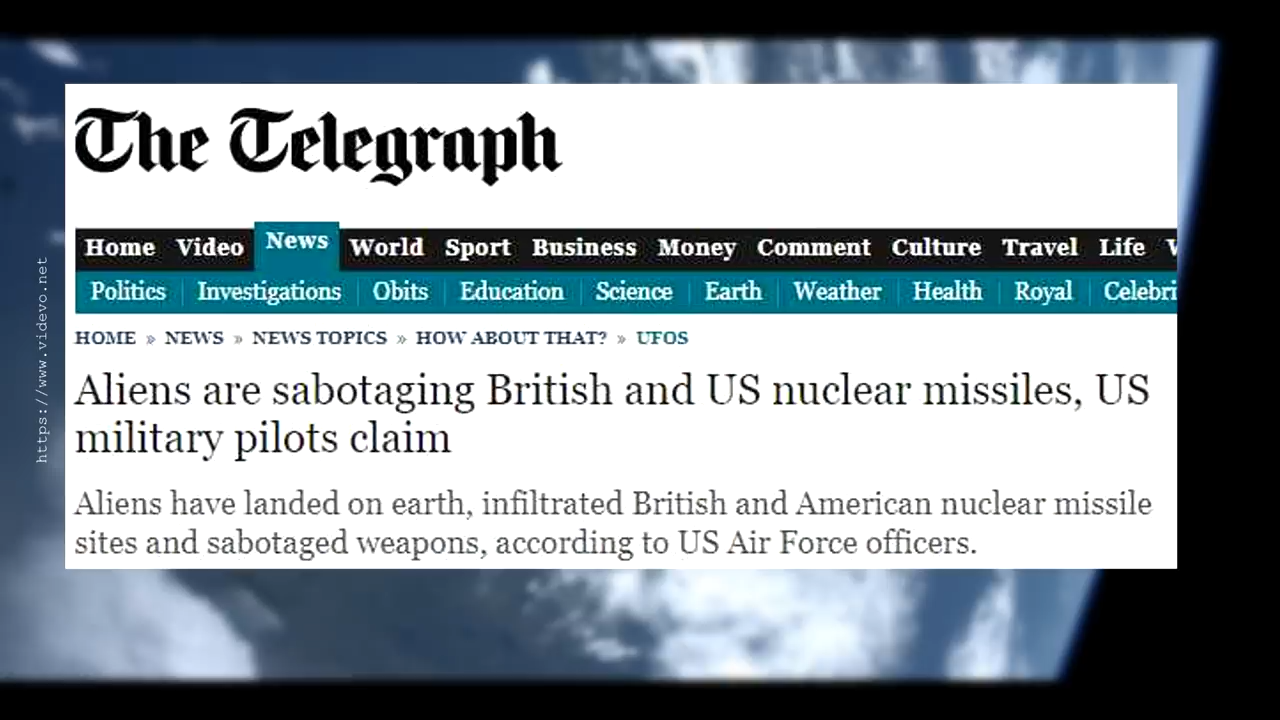 The Telegraph
Home Video News World Sport Business Money Comment Culture Travel Life
Politics Investigations Obits Education Science Earth Weather Health Royal Celebri
HOME » NEWS » NEWS TOPICS » HOW ABOUT THAT? » UFOS
Aliens are sabotaging British and US nuclear missiles, US
military pilots claim
Aliens have landed on earth, infiltrated British and American nuclear missile
sites and sabotaged weapons, according to US Air Force officers.
https://www.videvo.net